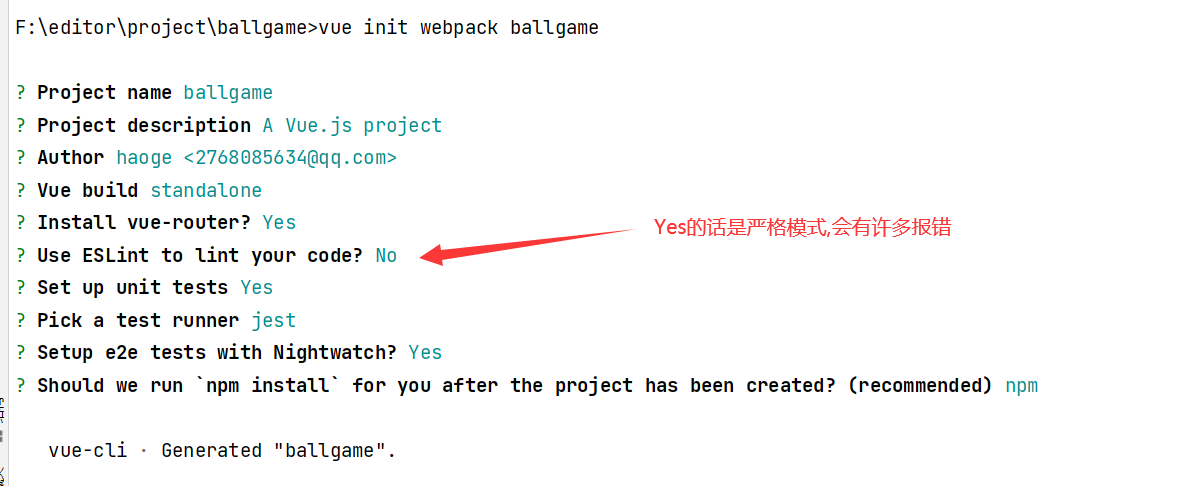 F:\editor\project\ballgame>vue init webpack ballgame
? Project name ballgame
? Project description A Vue.js project
? Author haoge <2768085634@qq.com>
? Vue build standalone
? Install vue-router? Yes
Yes的话是严格模式,会有许多报错
? Use ESLint to lint your code? No
? Set up unit tests Yes
? Pick a test runner jest
? Setup e2e tests with Nightwatch? Yes
? Should we run `npm install` for you after the project has been created? (recommended) npm
vue-cli · Generated "ballgame".